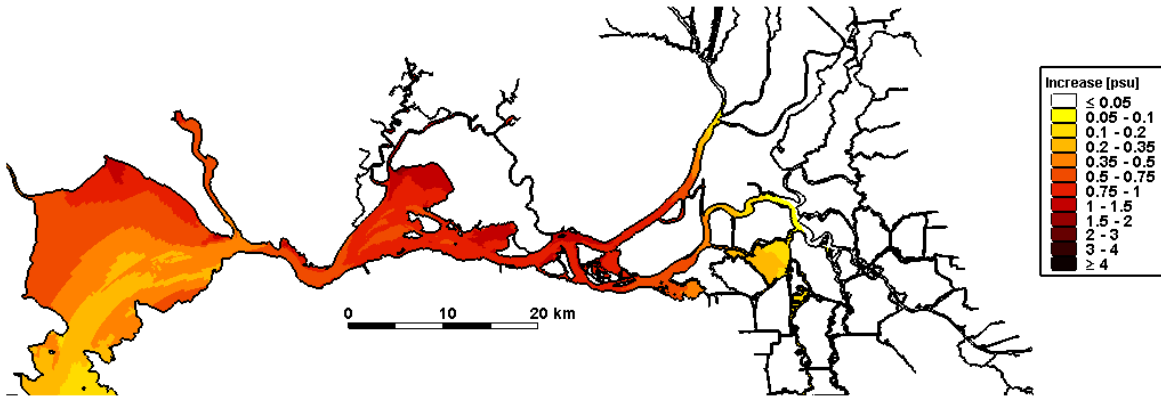 Increase [psu]
≤ 0.05
0.05 - 0.1
0.1 - 0.2
0.2 - 0.35
0.35 - 0.5
0.5 - 0.75
0.75 - 1
1 - 1.5
1.5 - 2
2 - 3
3 - 4
≥ 4
0 10 20 km